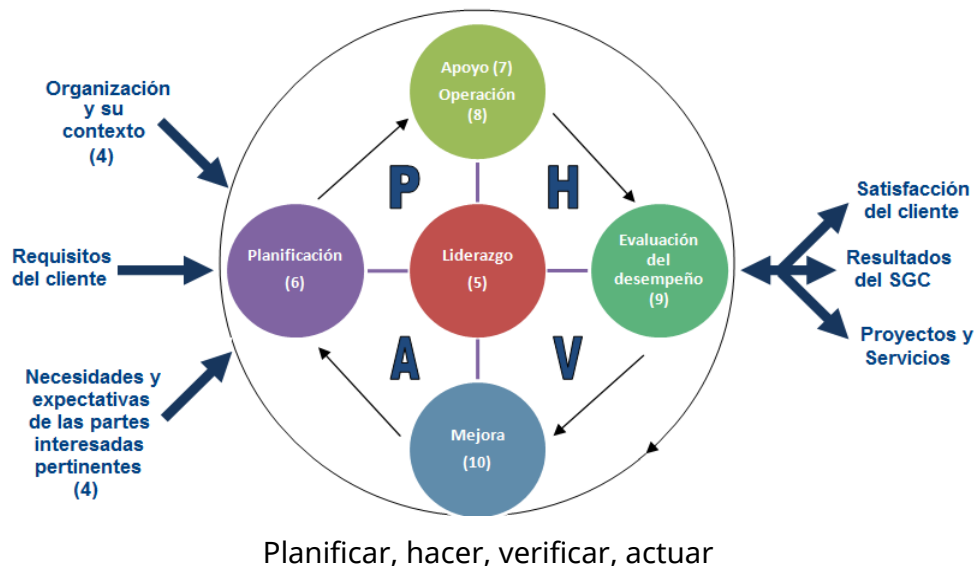 Organización
y su
contexto
(4)
Requisitos
del cliente
Necesidades y
expectativas
de las partes
interesadas
pertinentes
(4)
Apoyo (7)
Operación
(8)
P
H
Planificación
(6)
Liderazgo
(5)
Evaluación
del
desempeño
(9)
A
V
Mejora
(10)
Satisfacción
del cliente
Resultados
del SGC
Proyectos y
Servicios
Planificar, hacer, verificar, actuar